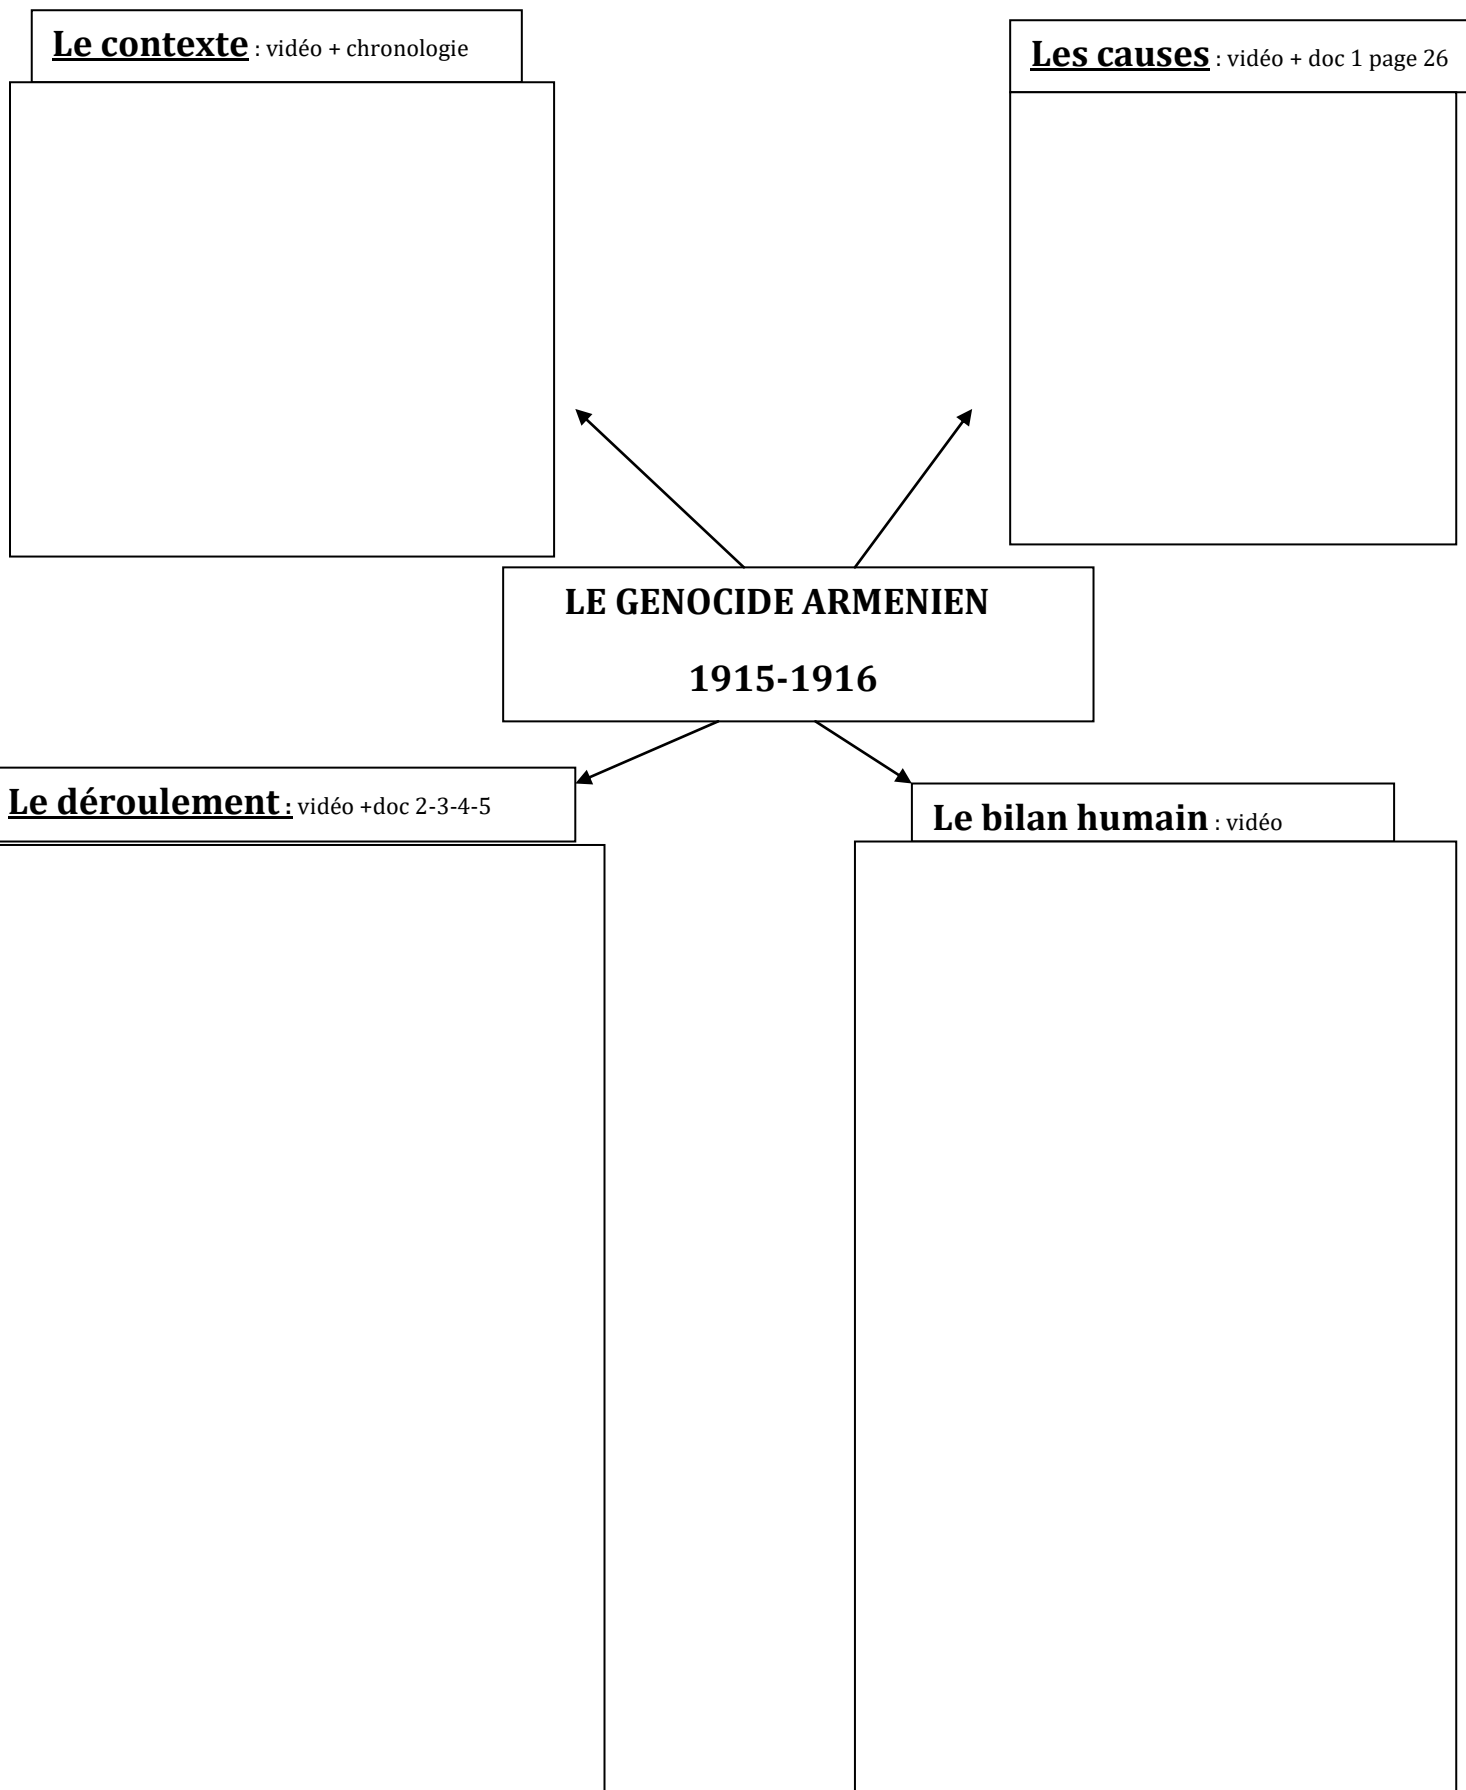 Le contexte : vidéo + chronologie
Les causes : vidéo + doc 1 page 26
LE GENOCIDE ARMENIEN
1915-1916
Le déroulement : vidéo +doc 2-3-4-5
Le bilan humain : vidéo